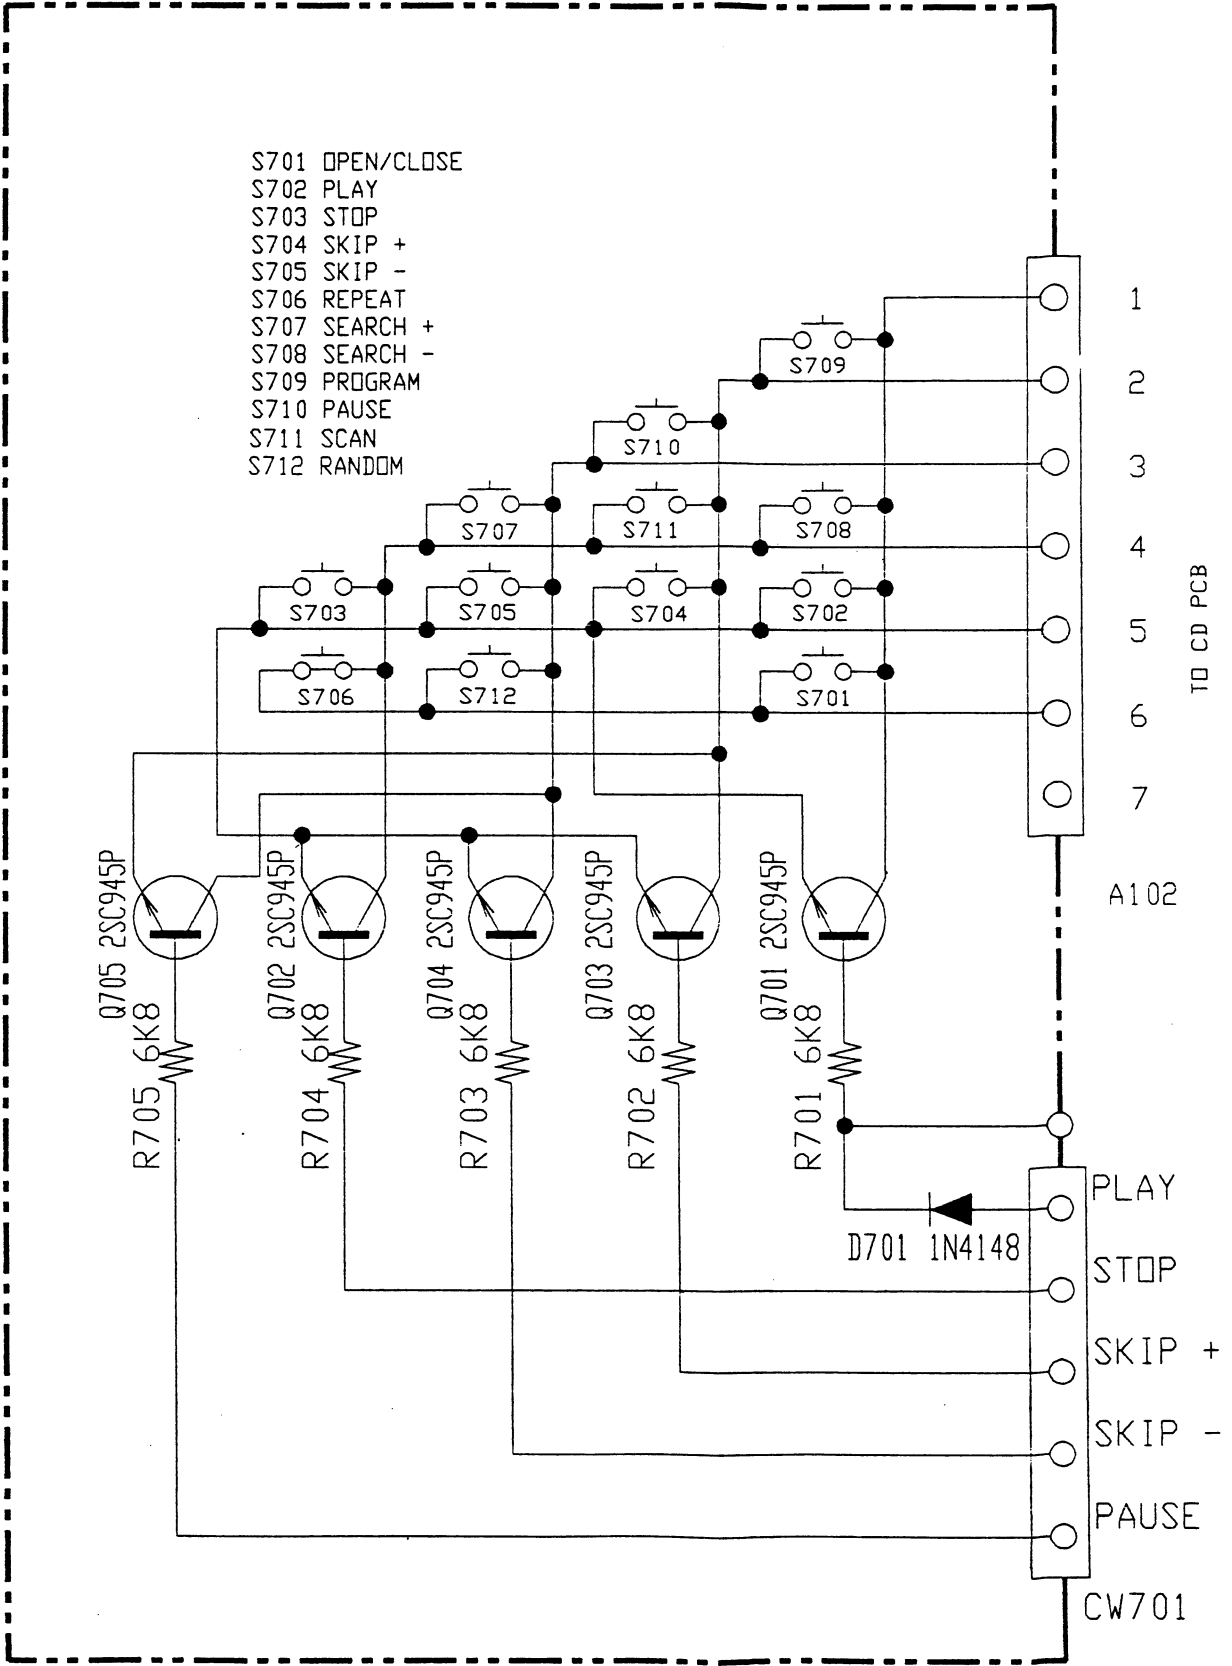 S701 OPEN/CLOSE
S702 PLAY
S703 STOP
S704 SKIP +
S705 SKIP -
S706 REPEAT
S707 SEARCH +
S708 SEARCH -
S709 PROGRAM
S710 PAUSE
S711 SCAN
S712 RANDOM
1
S709
2
S710
3
S707
S711
S708
4
S703
S705
S704
S702
5
S706
S712
S701
6
7
TO CD PCB
A102
Q705 2SC945P
Q702 2SC945P
Q704 2SC945P
Q703 2SC945P
Q701 2SC945P
R705 6K8
R704 6K8
R703 6K8
R702 6K8
R701 6K8
PLAY
D701 1N4148
STOP
SKIP +
SKIP -
PAUSE
CW701